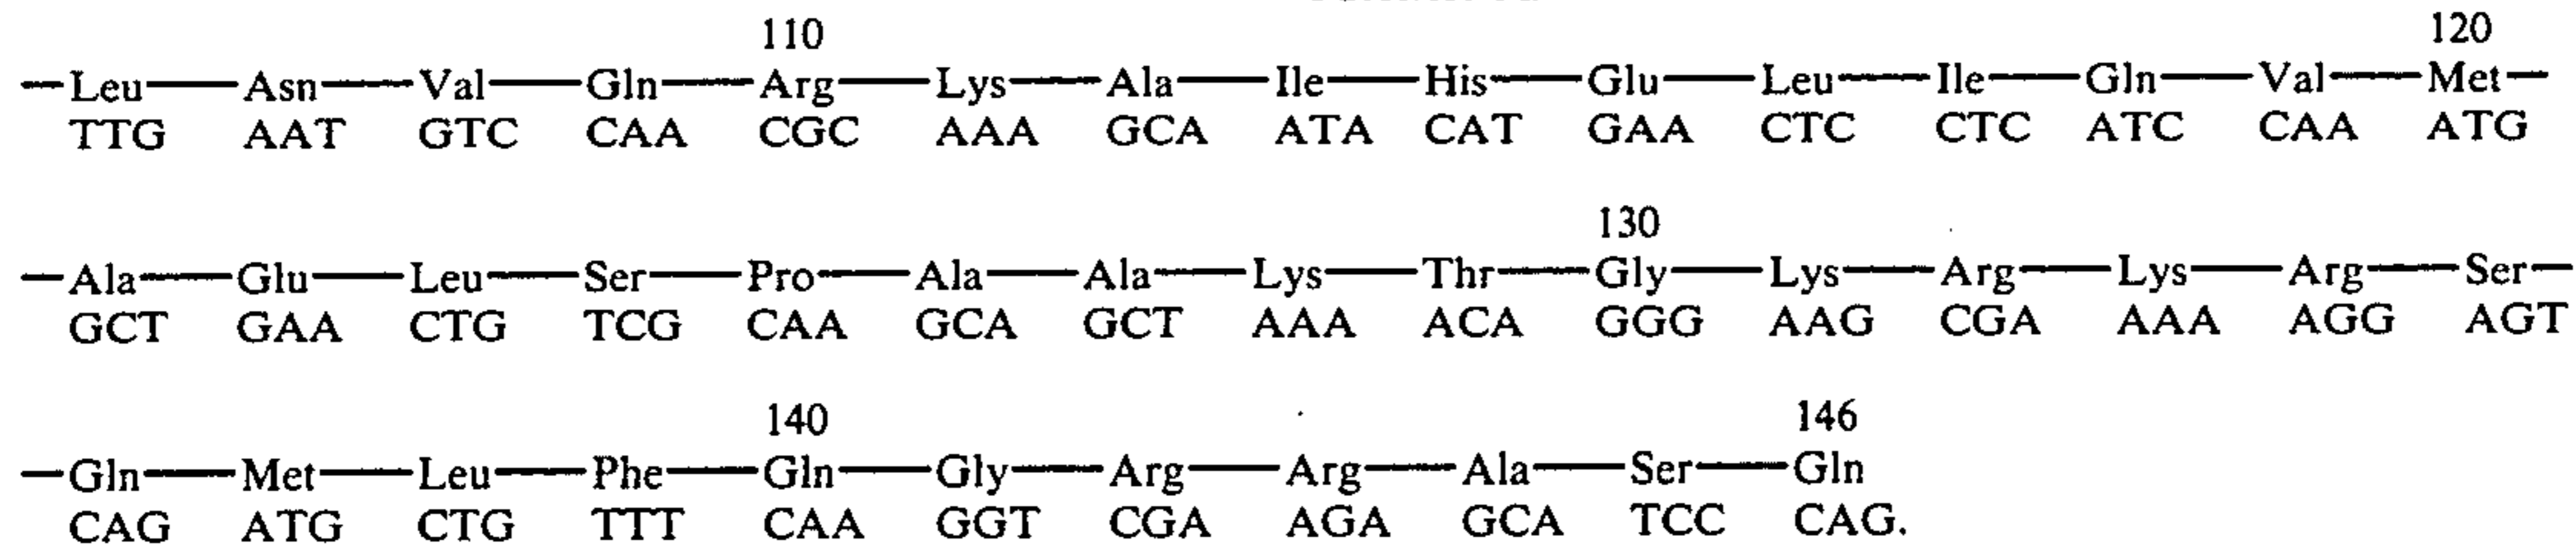 110 120
—Leu—Asn—Val—Gln—Arg—Lys—Ala—Ile—His—Glu—Leu—Ile—Gln—Val—Met—
TTG AAT GTC CAA CGC AAA GCA ATA CAT GAA CTC CTC ATC CAA ATG
130
—Ala—Glu—Leu—Ser—Pro—Ala—Ala—Lys—Thr—Gly—Lys—Arg—Lys—Arg—Ser—
GCT GAA CTG TCG CAA GCA GCT AAA ACA GGG AAG CGA AAA AGG AGT
140 146
—Gln—Met—Leu—Phe—Gln—Gly—Arg—Arg—Ala—Ser—Gln
CAG ATG CTG TTT CAA GGT CGA AGA GCA TCC CAG.